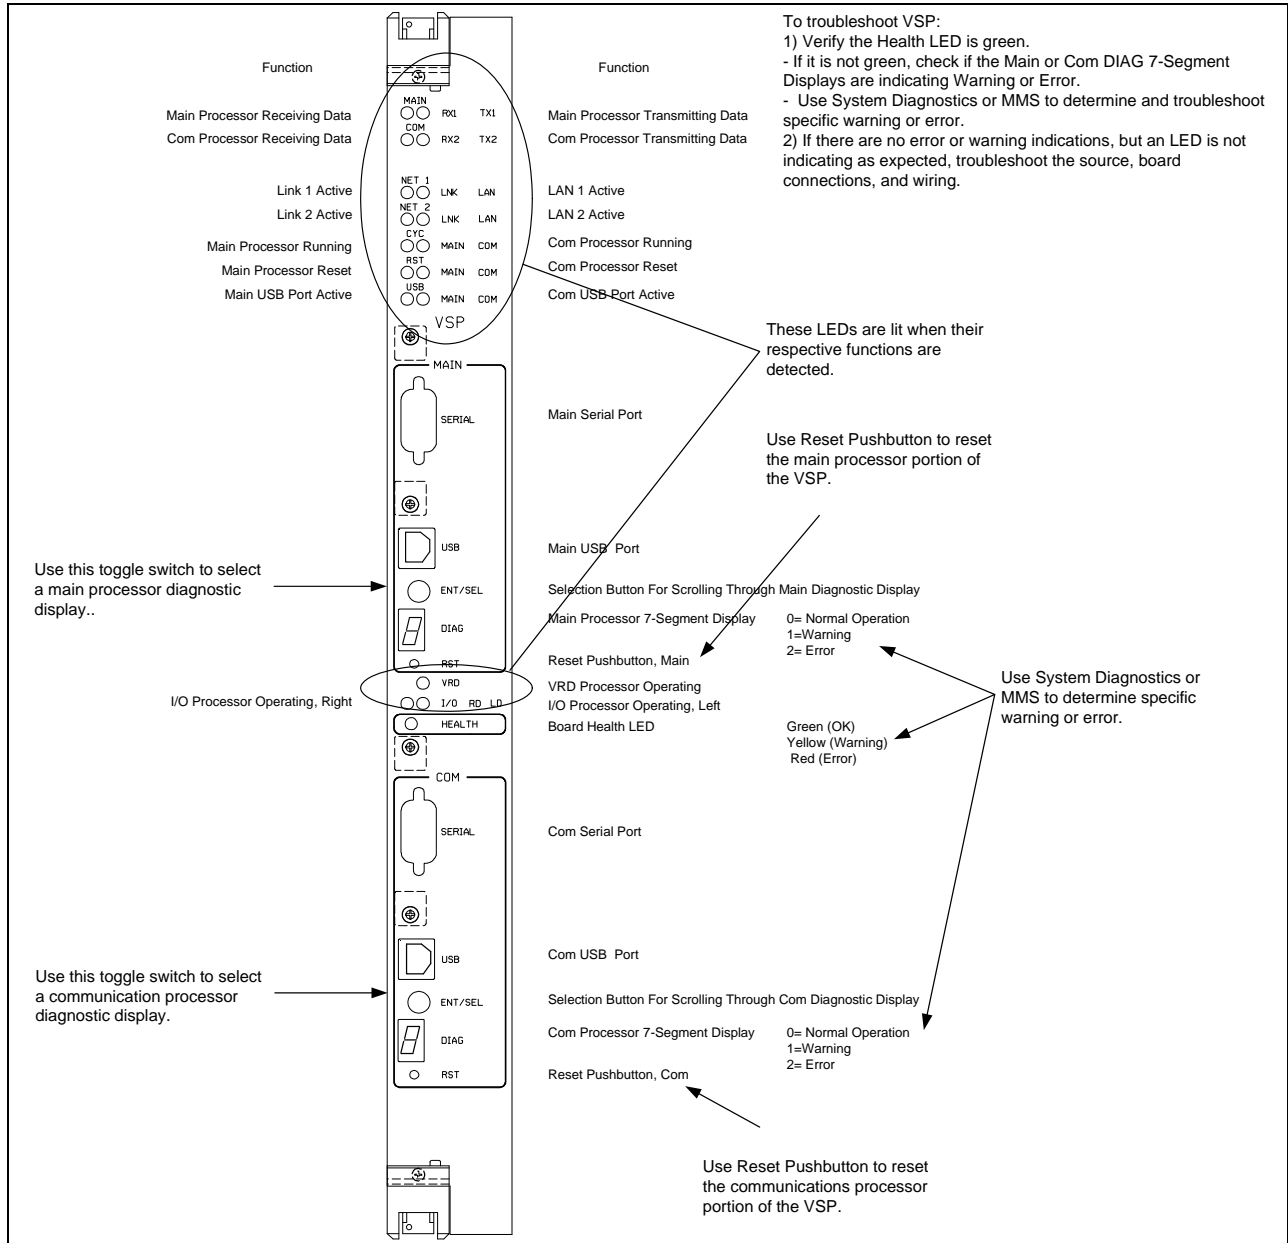 To troubleshoot VSP:
1) Verify the Health LED is green.
- If it is not green, check if the Main or Com DIAG 7-Segment
Displays are indicating Warning or Error.
- Use System Diagnostics or MMS to determine and troubleshoot
specific warning or error.
2) If there are no error or warning indications, but an LED is not
indicating as expected, troubleshoot the source, board
connections, and wiring.
Function
Function
MAIN
Main Processor Receiving Data
RX1 TX1
Main Processor Transmitting Data
COM
Com Processor Receiving Data
RX2 TX2
Com Processor Transmitting Data
NET 1
Link 1 Active
LNK LAN
LAN 1 Active
NET 2
Link 2 Active
LNK LAN
LAN 2 Active
CYC
Main Processor Running
MAIN COM
Com Processor Running
RST
Main Processor Reset
MAIN COM
Com Processor Reset
USB
Main USB Port Active
MAIN COM
Com USB Port Active
VSP
These LEDs are lit when their
respective functions are
detected.
MAIN
SERIAL
Main Serial Port
Use Reset Pushbutton to reset
the main processor portion of
the VSP.
USB
Main USB Port
Use this toggle switch to select
a main processor diagnostic
display..
ENT/SEL
Selection Button For Scrolling Through Main Diagnostic Display
DIAG
Main Processor 7-Segment Display
0= Normal Operation
1=Warning
2= Error
RST
Reset Pushbutton, Main
VRD
VRD Processor Operating
I/O Processor Operating, Right
I/O RD LD
I/O Processor Operating, Left
Use System Diagnostics or
MMS to determine specific
warning or error.
HEALTH
Board Health LED
Green (OK)
Yellow (Warning)
Red (Error)
COM
SERIAL
Com Serial Port
USB
Com USB Port
Use this toggle switch to select
a communication processor
diagnostic display.
ENT/SEL
Selection Button For Scrolling Through Com Diagnostic Display
DIAG
Com Processor 7-Segment Display
0= Normal Operation
1=Warning
2= Error
RST
Reset Pushbutton, Com
Use Reset Pushbutton to reset
the communications processor
portion of the VSP.